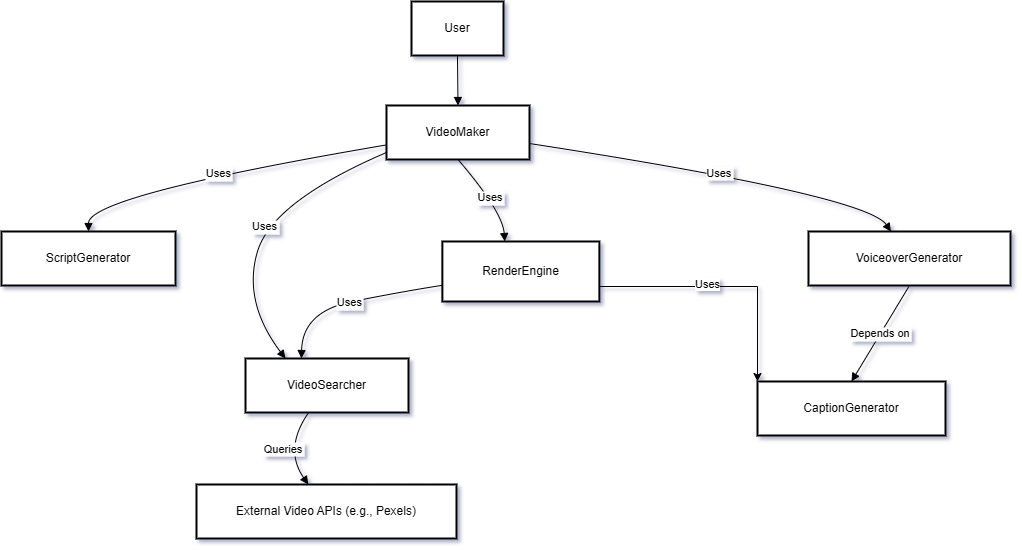 User
VideoMaker
Uses
Uses
Uses
Uses
ScriptGenerator
RenderEngine
VoiceoverGenerator
Uses
Uses
Depends on
VideoSearcher
CaptionGenerator
Queries
External Video APIs (e.g., Pexels)